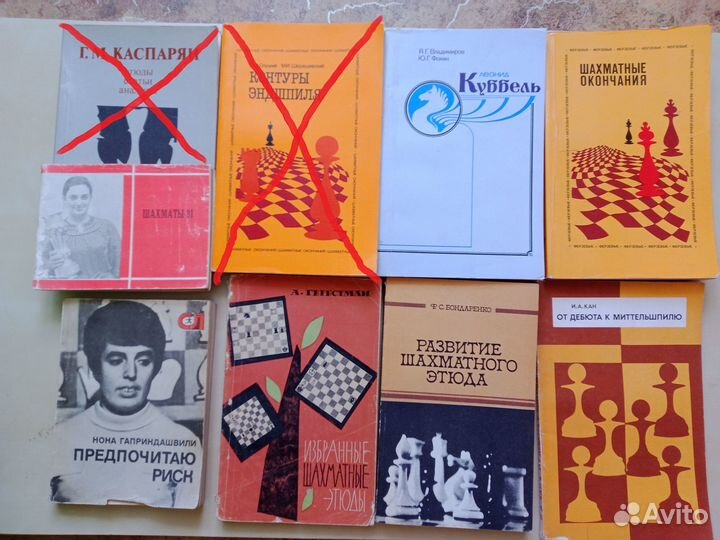 Г. М. КАСПАРЯН
КОНТУРЫ
ЭНДШПИЛЯ
Я.Г. Владимиров
Ю.Г. Фокин
ЛЕОНИД
Куббель
ШАХМАТНЫЕ
ОКОНЧАНИЯ
ШАХМАТЫ 81
НОНА ГАПРИНДАШВИЛИ
ПРЕДПОЧИТАЮ
РИСК
А. ГЕРБСТМАН
ИЗБРАННЫЕ
ШАХМАТНЫЕ
ЭТЮДЫ
Ф. С. БОНДАРЕНКО
РАЗВИТИЕ
ШАХМАТНОГО
ЭТЮДА
И.А.КАН
ОТ ДЕБЮТА К МИТТЕЛЬШПИЛЮ
Avito